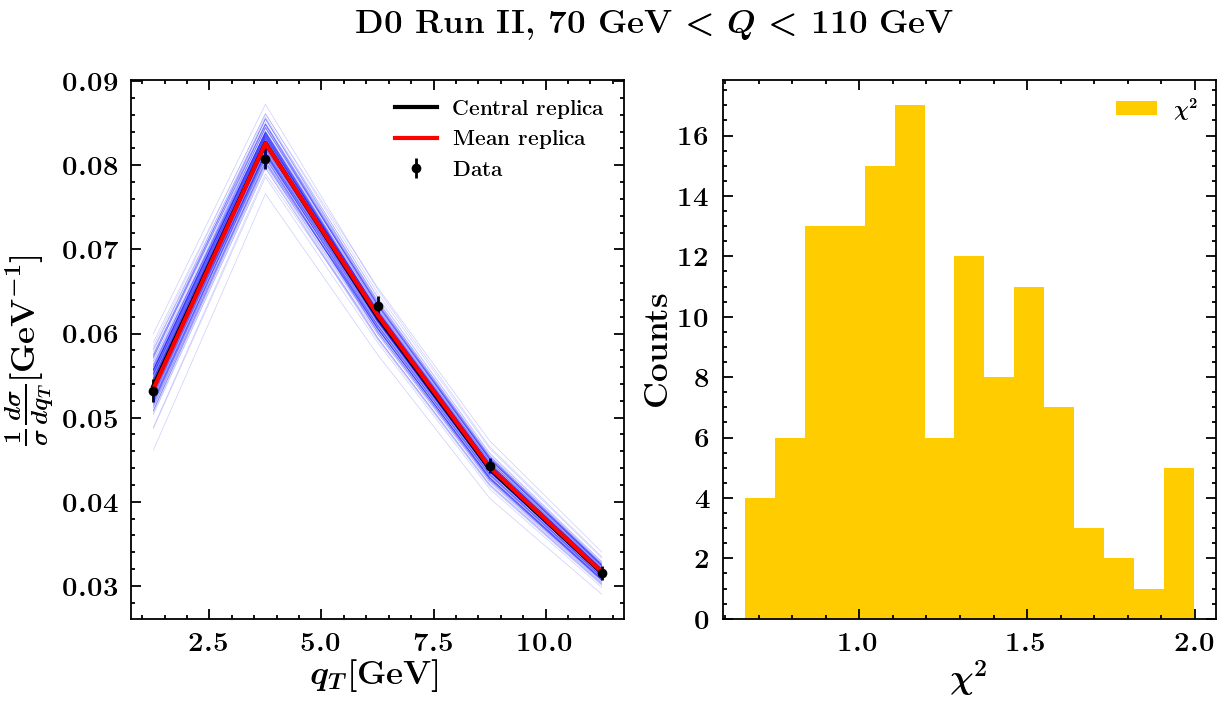 D0 Run II, 70 GeV < Q < 110 GeV
0.09
0.08
0.07
0.06
0.05
0.04
0.03
1/σ dσ/dq_T [GeV⁻¹]
Central replica
Mean replica
Data
2.5 5.0 7.5 10.0
q_T[GeV]
16
14
12
10
8
6
4
2
0
Counts
χ²
1.0 1.5 2.0
χ²